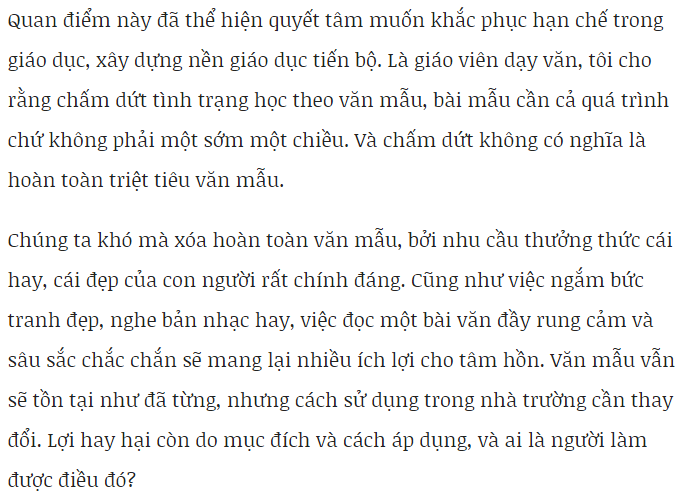 Quan điểm này đã thể hiện quyết tâm muốn khắc phục hạn chế trong
giáo dục, xây dựng nền giáo dục tiến bộ. Là giáo viên dạy văn, tôi cho
rằng chấm dứt tình trạng học theo văn mẫu, bài mẫu cần cả quá trình
chứ không phải một sớm một chiều. Và chấm dứt không có nghĩa là
hoàn toàn triệt tiêu văn mẫu.
Chúng ta khó mà xóa hoàn toàn văn mẫu, bởi nhu cầu thưởng thức cái
hay, cái đẹp của con người rất chính đáng. Cũng như việc ngắm bức
tranh đẹp, nghe bản nhạc hay, việc đọc một bài văn đầy rung cảm và
sâu sắc chắc chắn sẽ mang lại nhiều ích lợi cho tâm hồn. Văn mẫu vẫn
sẽ tồn tại như đã từng, nhưng cách sử dụng trong nhà trường cần thay
đổi. Lợi hay hại còn do mục đích và cách áp dụng, và ai là người làm
được điều đó?